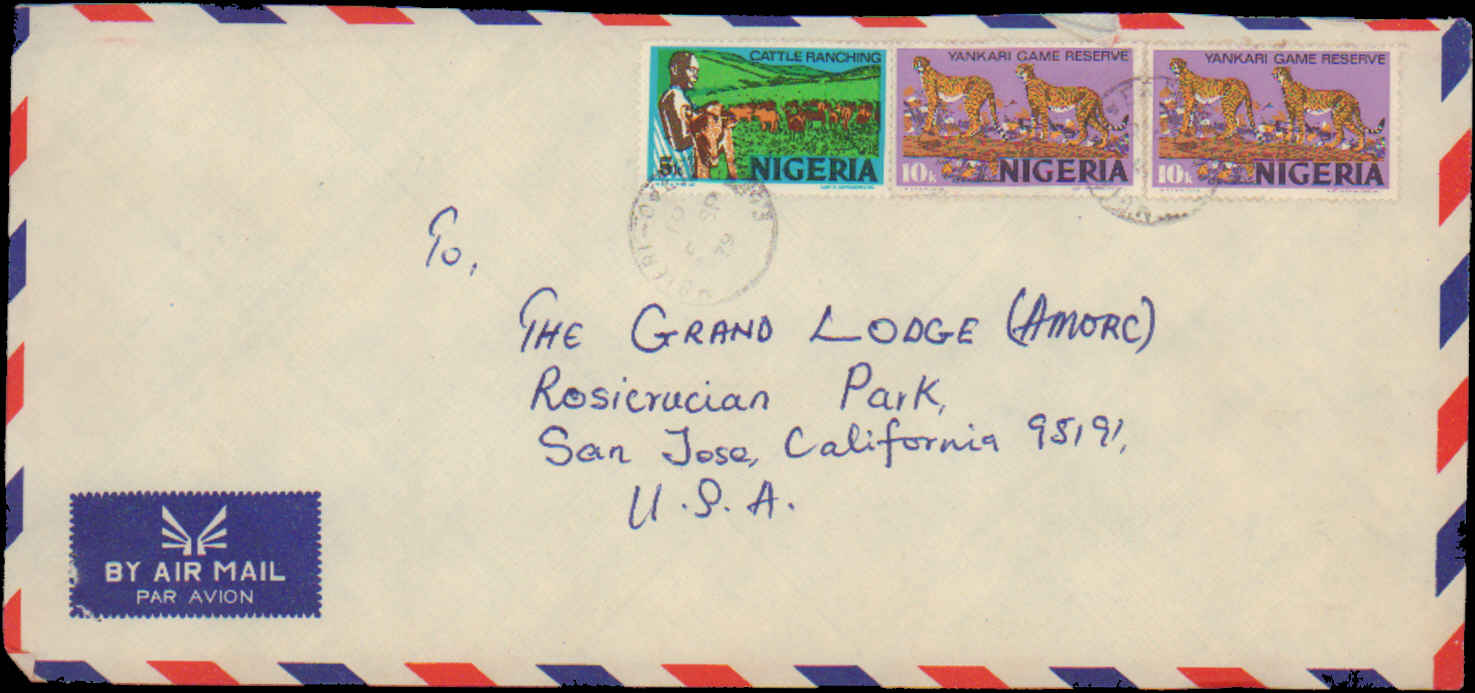 CATTLE RANCHING
5k NIGERIA
YANKARI GAME RESERVE
10k NIGERIA
YANKARI GAME RESERVE
10k NIGERIA
79
To,
THE GRAND LODGE (AMORC)
Rosicrucian Park,
San Jose, California 95191,
U.S.A.
BY AIR MAIL
PAR AVION